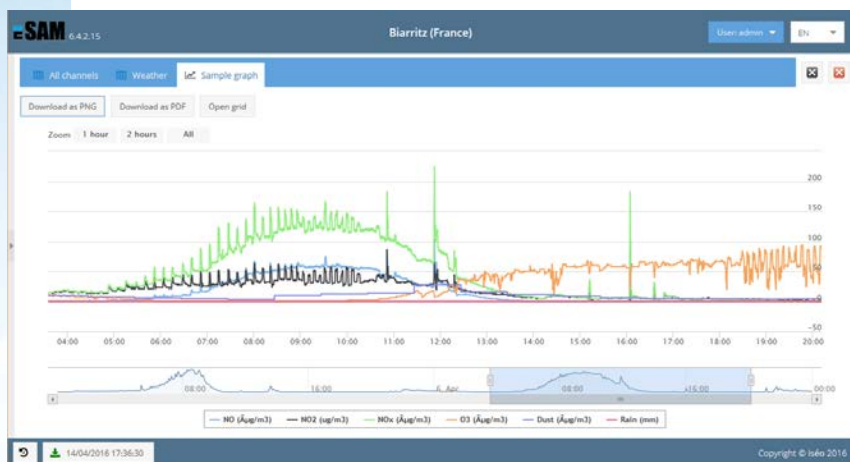 eSAM 6.4.2.15
Biarritz (France)
User: admin
EN
All channels
Weather
Sample graph
Download as PNG
Download as PDF
Open grid
Zoom 1 hour 2 hours All
200
150
100
50
0
-50
04:00 05:00 06:00 07:00 08:00 09:00 10:00 11:00 12:00 13:00 14:00 15:00 16:00 17:00 18:00 19:00 20:00
08:00 16:00 6. Apr 08:00 16:00 00:00
NO (Âµg/m3) NO2 (ug/m3) NOx (Âµg/m3) O3 (Âµg/m3) Dust (Âµg/m3) Rain (mm)
14/04/2016 17:36:30
Copyright © Iséo 2016